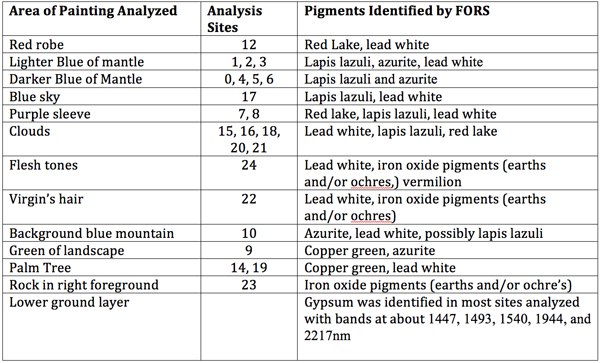 Area of Painting Analyzed Analysis Sites Pigments Identified by FORS
Red robe 12 Red Lake, lead white
Lighter Blue of mantle 1, 2, 3 Lapis lazuli, azurite, lead white
Darker Blue of Mantle 0, 4, 5, 6 Lapis lazuli and azurite
Blue sky 17 Lapis lazuli, lead white
Purple sleeve 7, 8 Red lake, lapis lazuli, lead white
Clouds 15, 16, 18, Lead white, lapis lazuli, red lake
20, 21
Flesh tones 24 Lead white, iron oxide pigments (earths
and/or ochres,) vermilion
Virgin's hair 22 Lead white, iron oxide pigments (earths
and/or ochres)
Background blue mountain 10 Azurite, lead white, possibly lapis lazuli
Green of landscape 9 Copper green, azurite
Palm Tree 14, 19 Copper green, lead white
Rock in right foreground 23 Iron oxide pigments (earths and/or ochre's)
Lower ground layer Gypsum was identified in most sites analyzed
with bands at about 1447, 1493, 1540, 1944, and
2217nm